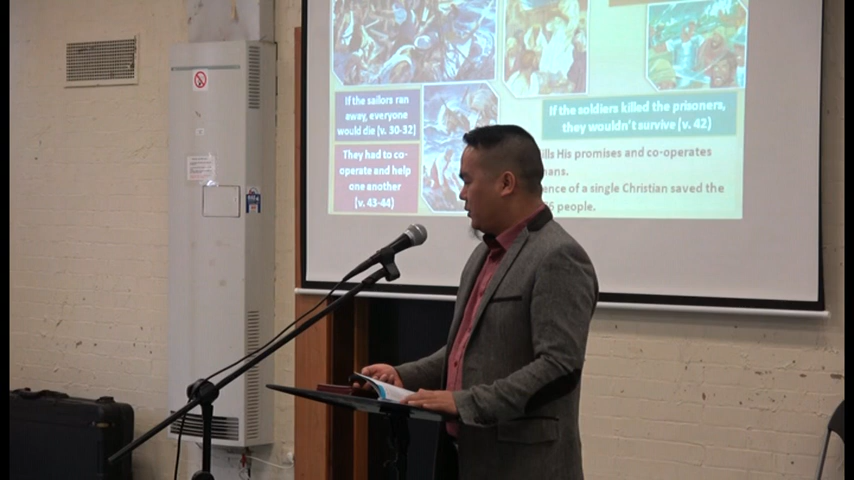 If the sailors ran
away, everyone
would die (v. 30-32)
If the soldiers killed the prisoners,
they wouldn't survive (v. 42)
They had to co-
operate and help
one another
(v. 43-44)
ills His promises and co-operates
ans.
ence of a single Christian saved the
6 people.